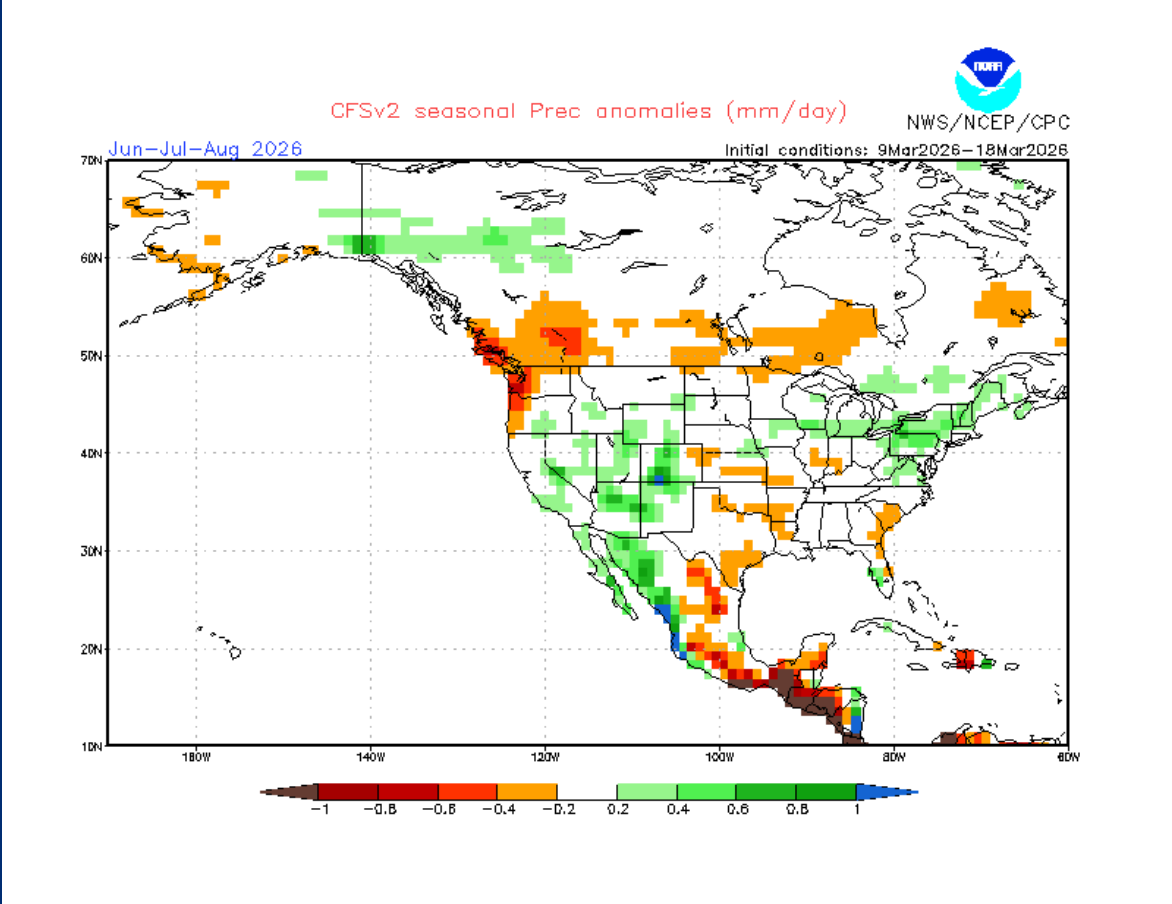 NOAA
CFSv2 seasonal Prec anomalies (mm/day)
NWS/NCEP/CPC
Jun-Jul-Aug 2026
Initial conditions: 9Mar2026-18Mar2026
70N
60N
50N
40N
30N
20N
10N
160W 140W 120W 100W 80W 60W
-1 -0.8 -0.6 -0.4 -0.2 0.2 0.4 0.6 0.8 1